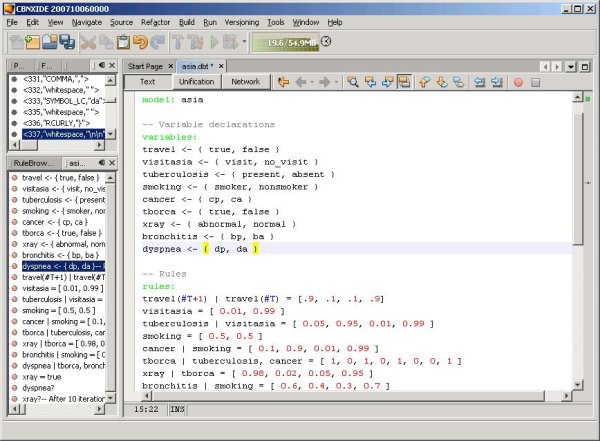 CBNXIDE 200710060000
File Edit View Navigate Source Refactor Build Run Versioning Tools Window Help
19.6/54.9MB
P... F...
<331,"COMMA,",">
<332,"whitespace," ">
<333,"SYMBOL_LC,"da">
<335,"whitespace," ">
<336,"RCURLY,"}">
<337,"whitespace,"\n\n"
RuleBrow... asi...
travel <- { true, false }
visitasia <- { visit, no_vis
tuberculosis <- { present
smoking <- { smoker, non
cancer <- { cp, ca }
tborca <- { true, false }
xray <- { abnormal, norm
bronchitis <- { bp, ba }
dyspnea <- { dp, da }-- R
travel(#T+1) | travel(#T
visitasia = [ 0.01, 0.99 ]
tuberculosis | visitasia =
smoking = [ 0.5, 0.5 ]
cancer | smoking = [ 0.1,
tborca | tuberculosis, can
xray | tborca = [ 0.98, 0
bronchitis | smoking = [ 0
dyspnea | tborca, bronch
xray = true
dyspnea?
xray?-- After 10 iteration
Start Page asia.dbt *
Text Unification Network
model: asia
-- Variable declarations
variables:
travel <- { true, false }
visitasia <- { visit, no_visit }
tuberculosis <- { present, absent }
smoking <- { smoker, nonsmoker }
cancer <- { cp, ca }
tborca <- { true, false }
xray <- { abnormal, normal }
bronchitis <- { bp, ba }
dyspnea <- { dp, da }
-- Rules
rules:
travel(#T+1) | travel(#T) = [.9, .1, .1, .9]
visitasia = [ 0.01, 0.99 ]
tuberculosis | visitasia = [ 0.05, 0.95, 0.01, 0.99 ]
smoking = [ 0.5, 0.5 ]
cancer | smoking = [ 0.1, 0.9, 0.01, 0.99 ]
tborca | tuberculosis, cancer = [ 1, 0, 1, 0, 1, 0, 0, 1 ]
xray | tborca = [ 0.98, 0.02, 0.05, 0.95 ]
bronchitis | smoking = [ 0.6, 0.4, 0.3, 0.7 ]
15:22 INS